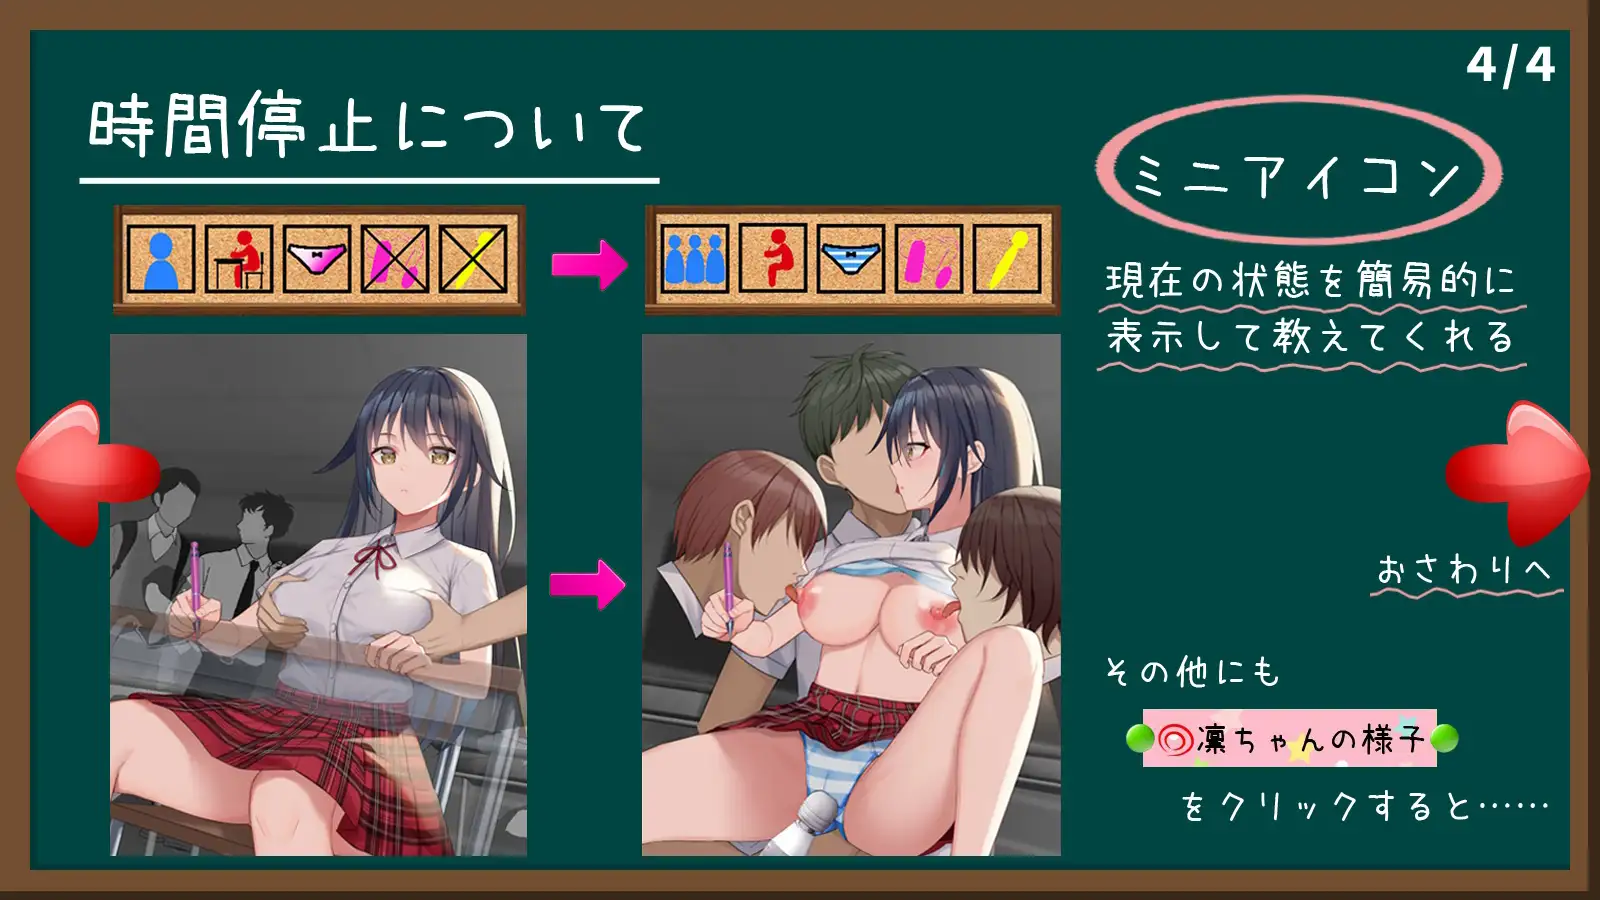 4/4
時間停止について
ミニアイコン
現在の状態を簡易的に
表示して教えてくれる
おさわりへ
その他にも
凛ちゃんの様子
をクリックすると……